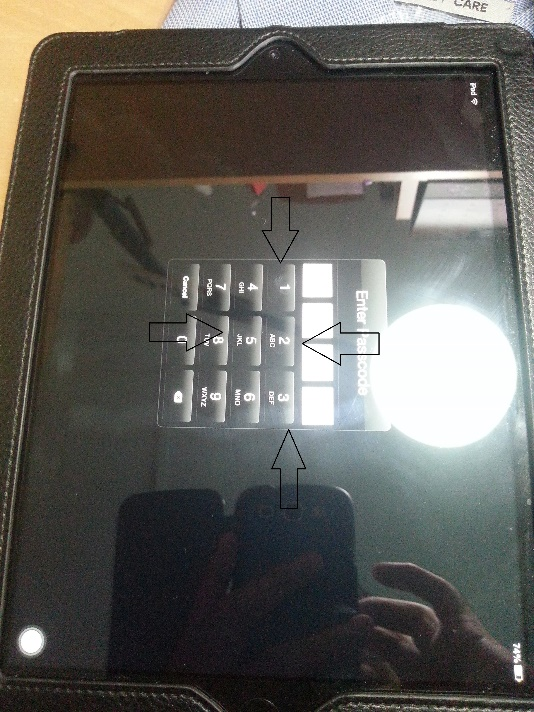 CARE
iPad
74%
Enter Passcode
1
2 ABC
3 DEF
4 GHI
5 JKL
6 MNO
7 PQRS
8 TUV
9 WXYZ
Cancel
0